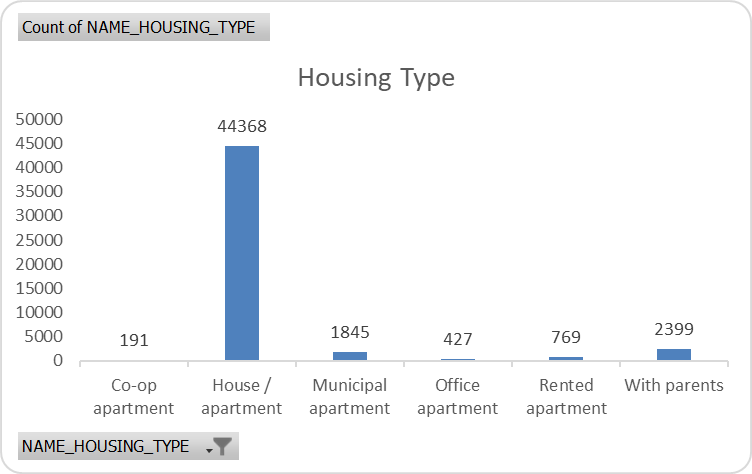 Count of NAME_HOUSING_TYPE
Housing Type
50000
45000
40000
35000
30000
25000
20000
15000
10000
5000
0
191
44368
1845
427
769
2399
Co-op apartment
House / apartment
Municipal apartment
Office apartment
Rented apartment
With parents
NAME_HOUSING_TYPE